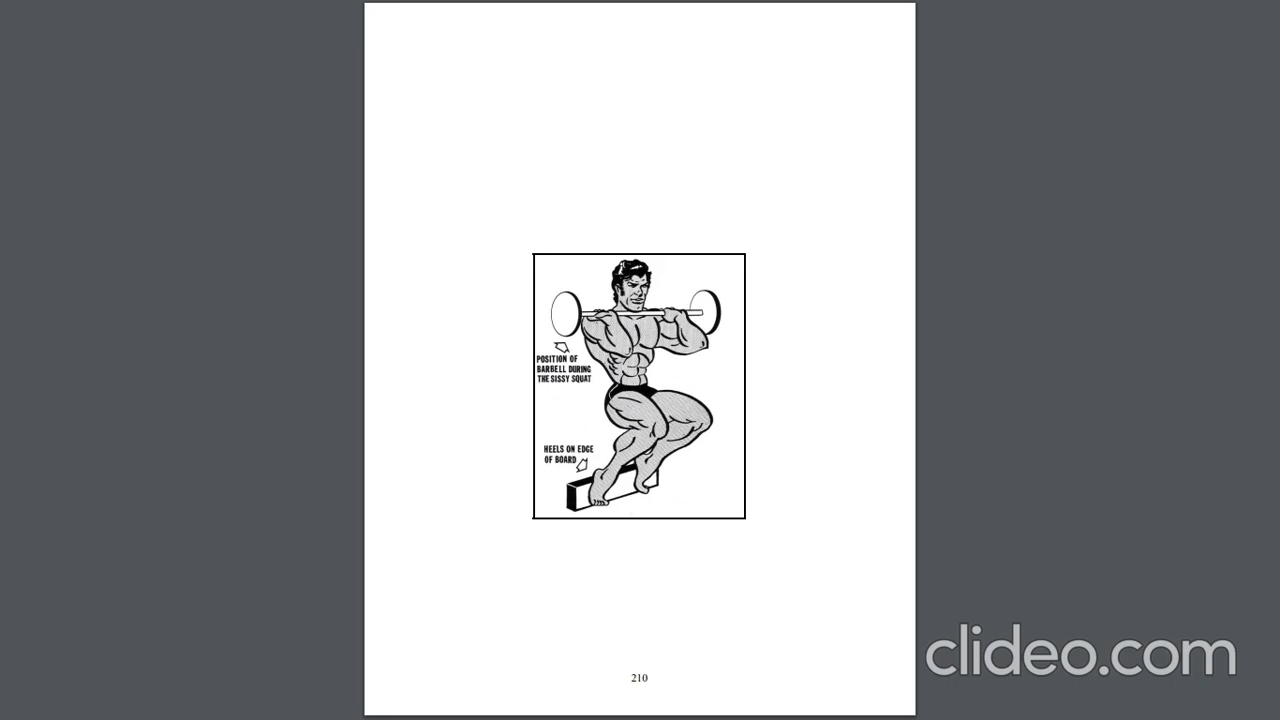 POSITION OF
BARBELL DURING
THE SISSY SQUAT
HEELS ON EDGE
OF BOARD
210
clideo.com